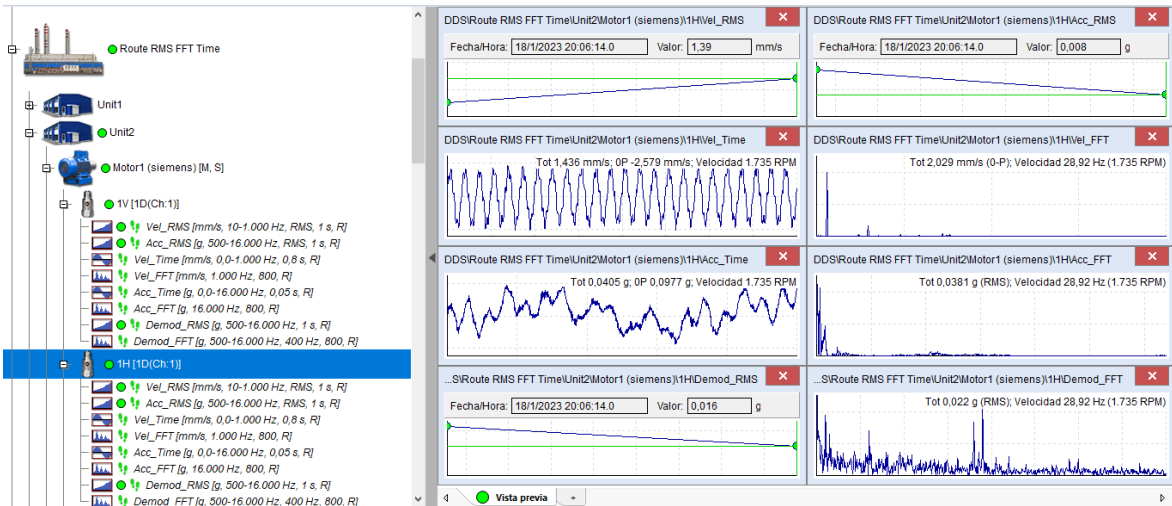 Route RMS FFT Time
Unit1
Unit2
Motor1 (siemens) [M, S]
1V [1D(Ch:1)]
Vel_RMS [mm/s, 10-1.000 Hz, RMS, 1 s, R]
Acc_RMS [g, 500-16.000 Hz, RMS, 1 s, R]
Vel_Time [mm/s, 0,0-1.000 Hz, 0,8 s, R]
Vel_FFT [mm/s, 1.000 Hz, 800, R]
Acc_Time [g, 0,0-16.000 Hz, 0,05 s, R]
Acc_FFT [g, 16.000 Hz, 800, R]
Demod_RMS [g, 500-16.000 Hz, 1 s, R]
Demod_FFT [g, 500-16.000 Hz, 400 Hz, 800, R]
1H [1D(Ch:1)]
Vel_RMS [mm/s, 10-1.000 Hz, RMS, 1 s, R]
Acc_RMS [g, 500-16.000 Hz, RMS, 1 s, R]
Vel_Time [mm/s, 0,0-1.000 Hz, 0,8 s, R]
Vel_FFT [mm/s, 1.000 Hz, 800, R]
Acc_Time [g, 0,0-16.000 Hz, 0,05 s, R]
Acc_FFT [g, 16.000 Hz, 800, R]
Demod_RMS [g, 500-16.000 Hz, 1 s, R]
Demod_FFT [g, 500-16.000 Hz, 400 Hz, 800, R]
DDS\Route RMS FFT Time\Unit2\Motor1 (siemens)\1H\Vel_RMS
Fecha/Hora: 18/1/2023 20:06:14.0 Valor: 1,39 mm/s
DDS\Route RMS FFT Time\Unit2\Motor1 (siemens)\1H\Acc_RMS
Fecha/Hora: 18/1/2023 20:06:14.0 Valor: 0,008 g
DDS\Route RMS FFT Time\Unit2\Motor1 (siemens)\1H\Vel_Time
Tot 1,436 mm/s; 0P -2,579 mm/s; Velocidad 1.735 RPM
DDS\Route RMS FFT Time\Unit2\Motor1 (siemens)\1H\Vel_FFT
Tot 2,029 mm/s (0-P); Velocidad 28,92 Hz (1.735 RPM)
DDS\Route RMS FFT Time\Unit2\Motor1 (siemens)\1H\Acc_Time
Tot 0,0405 g; 0P 0,0977 g; Velocidad 1.735 RPM
DDS\Route RMS FFT Time\Unit2\Motor1 (siemens)\1H\Acc_FFT
Tot 0,0381 g (RMS); Velocidad 28,92 Hz (1.735 RPM)
...S\Route RMS FFT Time\Unit2\Motor1 (siemens)\1H\Demod_RMS
Fecha/Hora: 18/1/2023 20:06:14.0 Valor: 0,016 g
...S\Route RMS FFT Time\Unit2\Motor1 (siemens)\1H\Demod_FFT
Tot 0,022 g (RMS); Velocidad 28,92 Hz (1.735 RPM)
Vista previa +